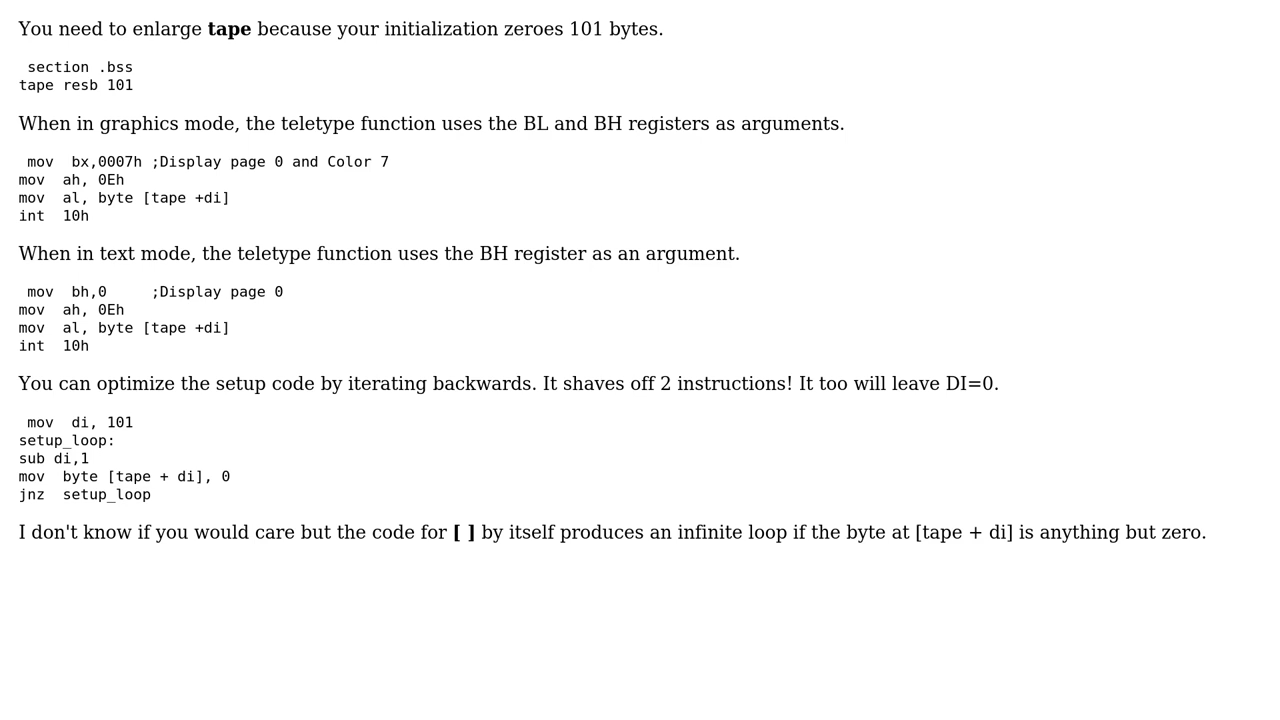 You need to enlarge tape because your initialization zeroes 101 bytes.
 section .bss
tape resb 101
When in graphics mode, the teletype function uses the BL and BH registers as arguments.
 mov  bx,0007h ;Display page 0 and Color 7
mov  ah, 0Eh
mov  al, byte [tape +di]
int  10h
When in text mode, the teletype function uses the BH register as an argument.
 mov  bh,0     ;Display page 0
mov  ah, 0Eh
mov  al, byte [tape +di]
int  10h
You can optimize the setup code by iterating backwards. It shaves off 2 instructions! It too will leave DI=0.
 mov  di, 101
setup_loop:
sub di,1
mov  byte [tape + di], 0
jnz  setup_loop
I don't know if you would care but the code for [ ] by itself produces an infinite loop if the byte at [tape + di] is anything but zero.